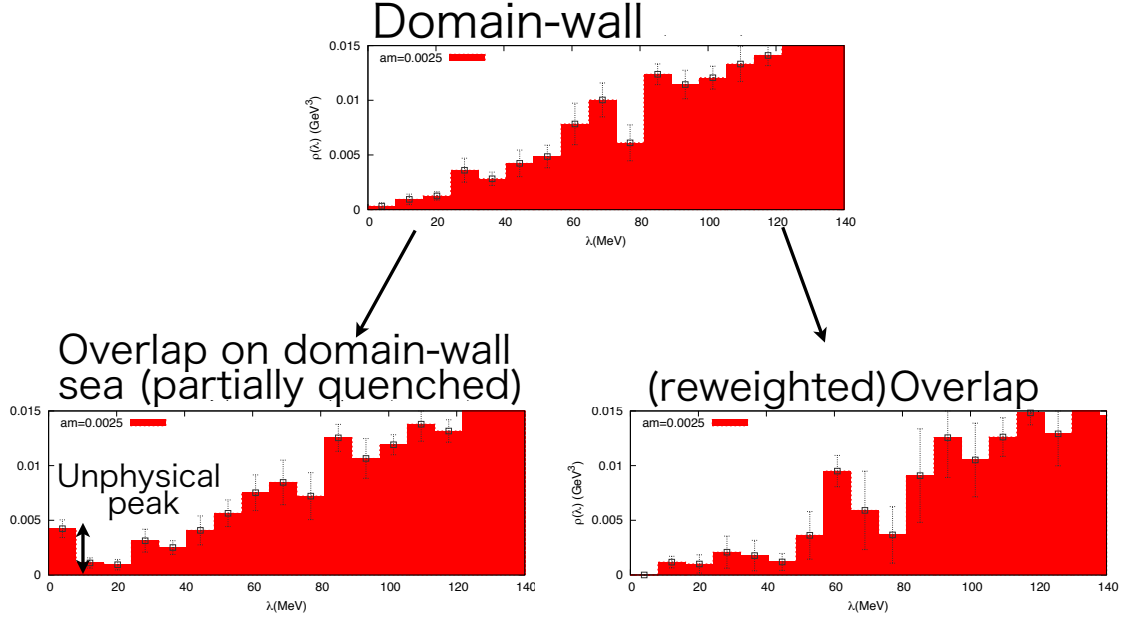 Domain-wall
am=0.0025
0.015
0.01
0.005
0
ρ(λ) (GeV³)
0 20 40 60 80 100 120 140
λ(MeV)
Overlap on domain-wall
sea (partially quenched)
am=0.0025
0.015
0.01
0.005
0
Unphysical
peak
0 20 40 60 80 100 120 140
λ(MeV)
(reweighted)Overlap
am=0.0025
0.015
0.01
0.005
0
ρ(λ) (GeV³)
0 20 40 60 80 100 120 140
λ(MeV)